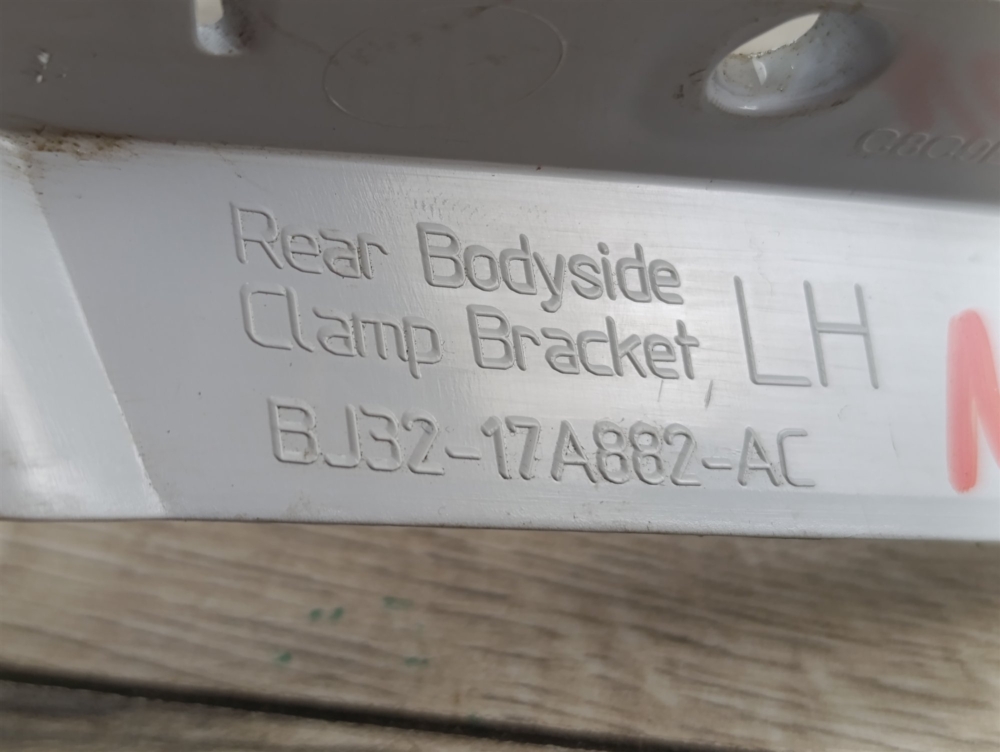 Rear Bodyside
Clamp Bracket LH
BJ32-17A882-AC